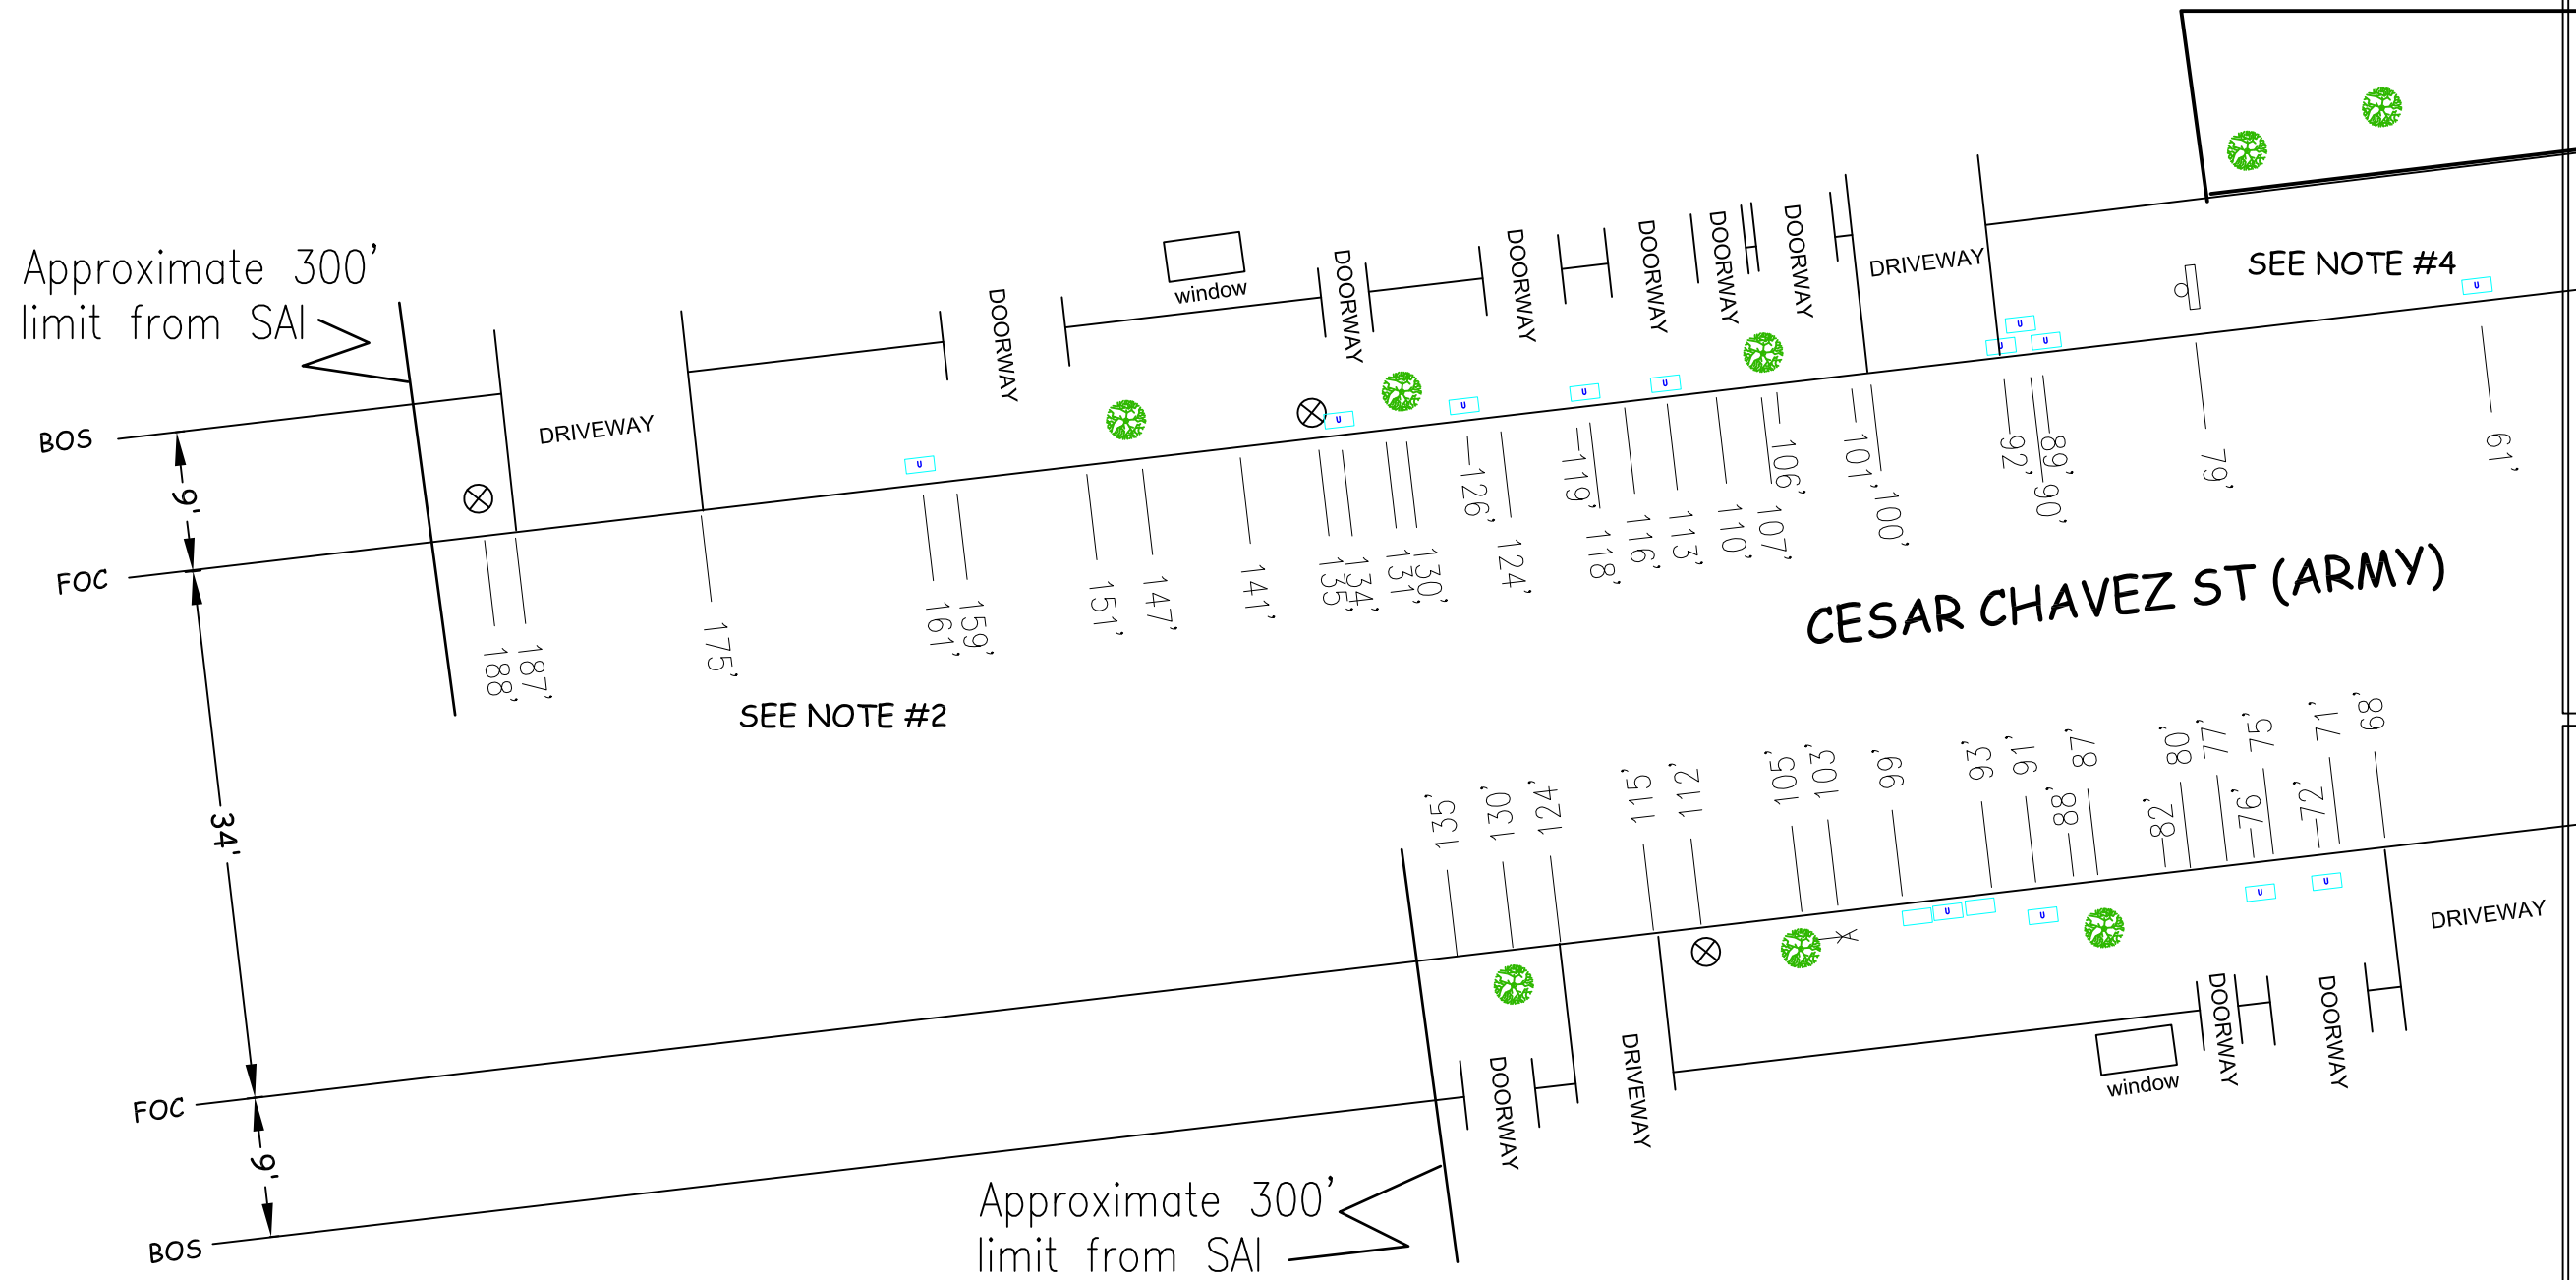 Approximate 300'
limit from SAI
BOS
9'
FOC
34'
FOC
9'
BOS
DRIVEWAY
DOORWAY
window
DOORWAY
DOORWAY
DOORWAY
DOORWAY
DOORWAY
DRIVEWAY
SEE NOTE #4
U
U
U
U
U
U
U
U
U
188'
187'
175'
161'
159'
151'
147'
141'
135'
134'
131'
130'
126'
124'
119'
118'
116'
113'
110'
107'
106'
101'
100'
92'
90'
89'
79'
61'
CESAR CHAVEZ ST (ARMY)
SEE NOTE #2
135'
130'
124'
115'
112'
105'
103'
99'
93'
91'
88'
87'
82'
80'
77'
76'
75'
72'
71'
68'
U
U
U
U
DOORWAY
DRIVEWAY
window
DOORWAY
DOORWAY
DRIVEWAY
Approximate 300'
limit from SAI